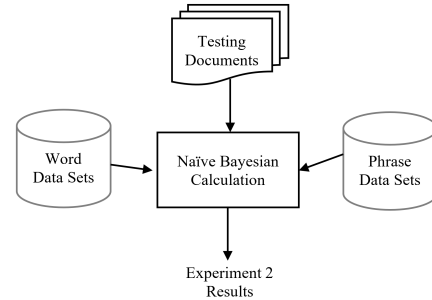 Testing
Documents
Word
Data Sets
Naïve Bayesian
Calculation
Phrase
Data Sets
Experiment 2
Results